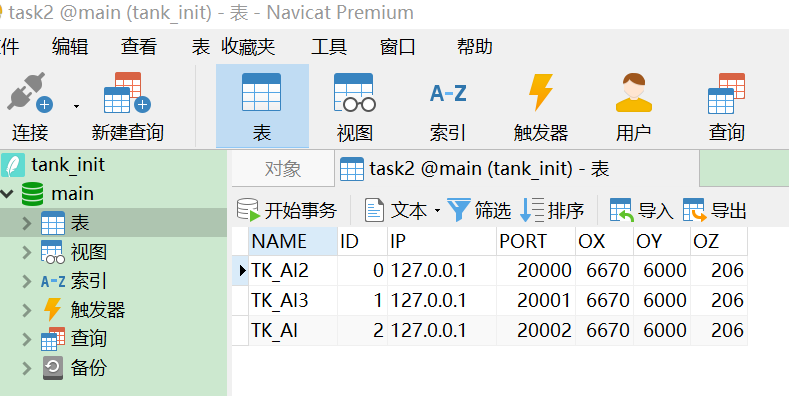 task2 @main (tank_init) - 表 - Navicat Premium
件 编辑 查看 表 收藏夹 工具 窗口 帮助
连接 新建查询 表 视图 A-Z 索引 触发器 用户 查询
tank_init
main
表
视图
A-Z 索引
触发器
查询
备份
对象 task2 @main (tank_init) - 表
开始事务 文本 筛选 排序 导入 导出
NAME ID IP PORT OX OY OZ
TK_AI2 0 127.0.0.1 20000 6670 6000 206
TK_AI3 1 127.0.0.1 20001 6670 6000 206
TK_AI 2 127.0.0.1 20002 6670 6000 206